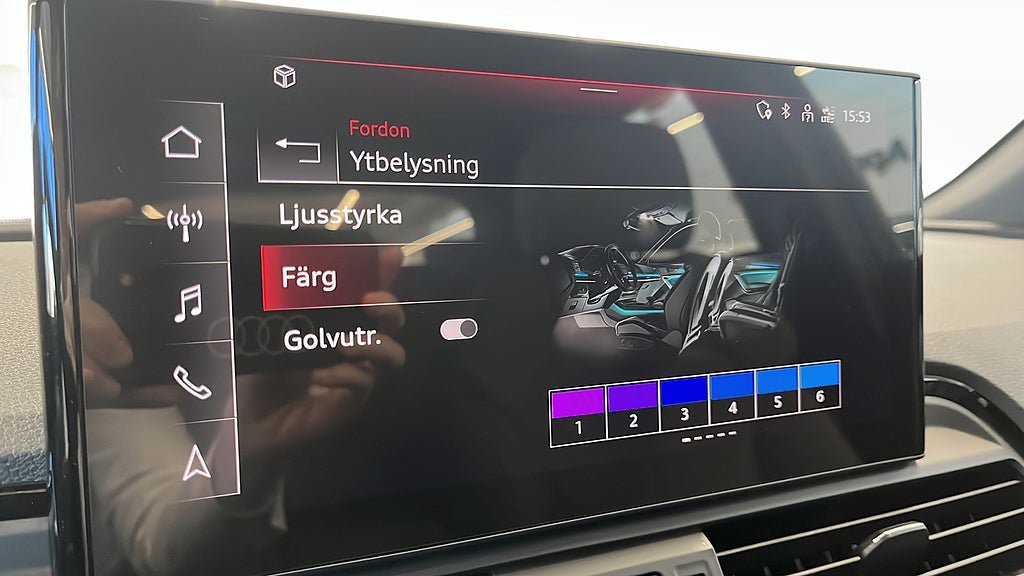 15:53
Fordon
Ytbelysning
Ljusstyrka
Färg
Golvutr.
1 2 3 4 5 6